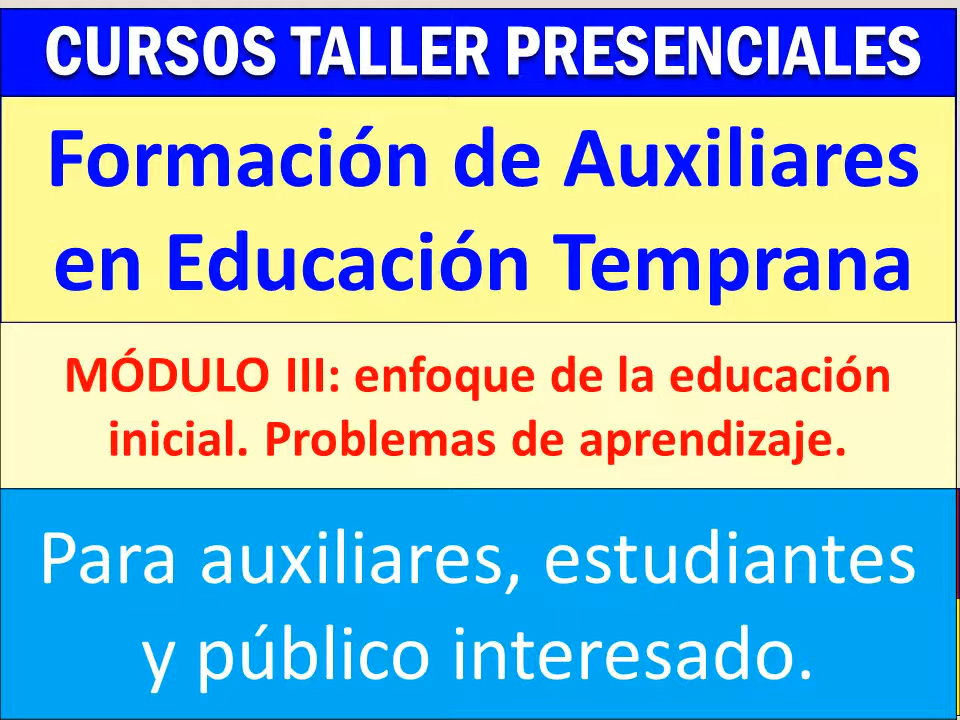 CURSOS TALLER PRESENCIALES
Formación de Auxiliares
en Educación Temprana
MÓDULO III: enfoque de la educación
inicial. Problemas de aprendizaje.
Para auxiliares, estudiantes
y público interesado.